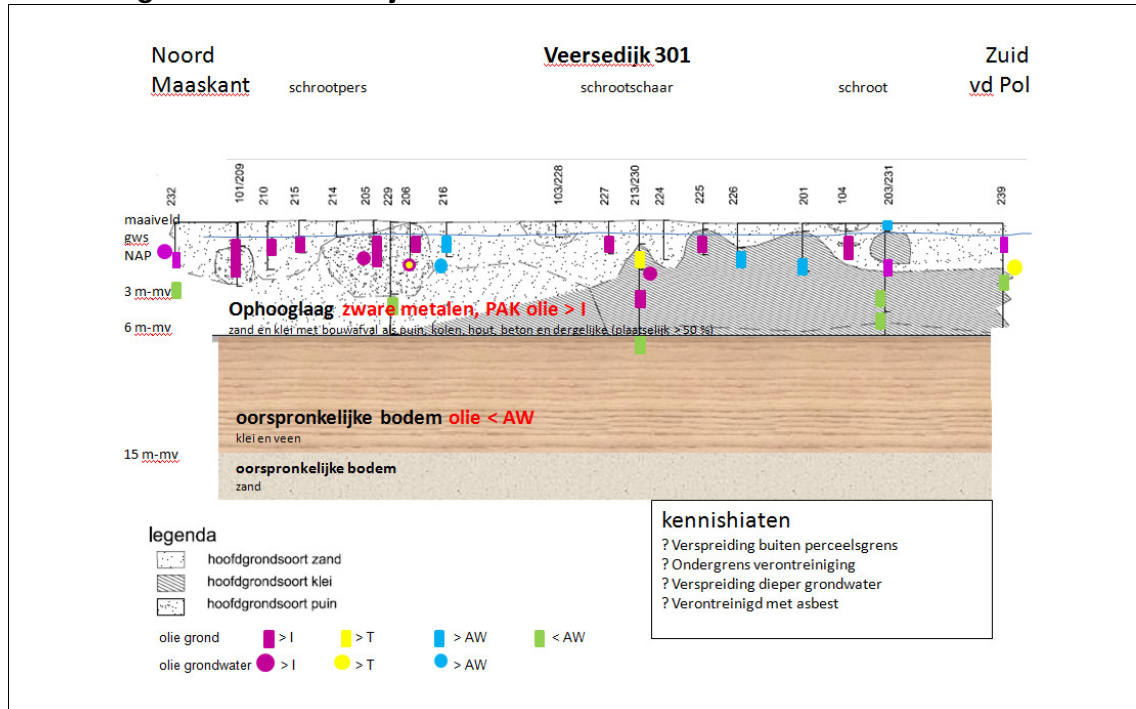 Noord
Maaskant
Veersedijk 301
Zuid
vd Pol
schrootpers
schrootschaar
schroot
232
101/209
210
215
214
205
229
206
216
103/228
227
213/230
224
225
226
201
104
203/231
239
maaiveld
gws
NAP
3 m-mv
6 m-mv
Ophooglaag zware metalen, PAK olie > I
zand en klei met bouwafval als puin, kolen, hout, beton en dergelijke (plaatselijk > 50 %)
oorspronkelijke bodem olie < AW
klei en veen
15 m-mv
oorspronkelijke bodem
zand
legenda
hoofdgrondsoort zand
hoofdgrondsoort klei
hoofdgrondsoort puin
olie grond > I > T > AW < AW
olie grondwater > I > T > AW
kennishiaten
? Verspreiding buiten perceelsgrens
? Ondergrens verontreiniging
? Verspreiding dieper grondwater
? Verontreinigd met asbest